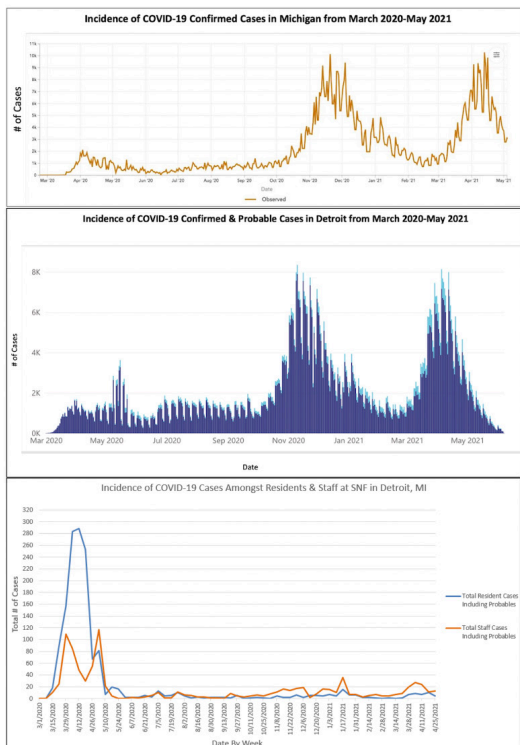 Incidence of COVID-19 Confirmed Cases in Michigan from March 2020-May 2021
# of Cases
11k
10k
9k
8k
7k
6k
5k
4k
3k
2k
1k
0
Mar '20 Apr '20 May '20 Jun '20 Jul '20 Aug '20 Sep '20 Oct '20 Nov '20 Dec '20 Jan '21 Feb '21 Mar '21 Apr '21 May '21
Date
Observed
Incidence of COVID-19 Confirmed & Probable Cases in Detroit from March 2020-May 2021
# of Cases
8K
6K
4K
2K
0K
Mar 2020 May 2020 Jul 2020 Sep 2020 Nov 2020 Jan 2021 Mar 2021 May 2021
Date
Incidence of COVID-19 Cases Amongst Residents & Staff at SNF in Detroit, MI
Total # of Cases
320
300
280
260
240
220
200
180
160
140
120
100
80
60
40
20
0
3/1/2020 3/15/2020 3/29/2020 4/12/2020 4/26/2020 5/10/2020 5/24/2020 6/7/2020 6/21/2020 7/5/2020 7/19/2020 8/2/2020 8/16/2020 8/30/2020 9/13/2020 9/27/2020 10/11/2020 10/25/2020 11/8/2020 11/22/2020 12/6/2020 12/20/2020 1/3/2021 1/17/2021 1/31/2021 2/14/2021 2/28/2021 3/14/2021 3/28/2021 4/11/2021 4/25/2021
Date By Week
Total Resident Cases
Including Probables
Total Staff Cases
Including Probables